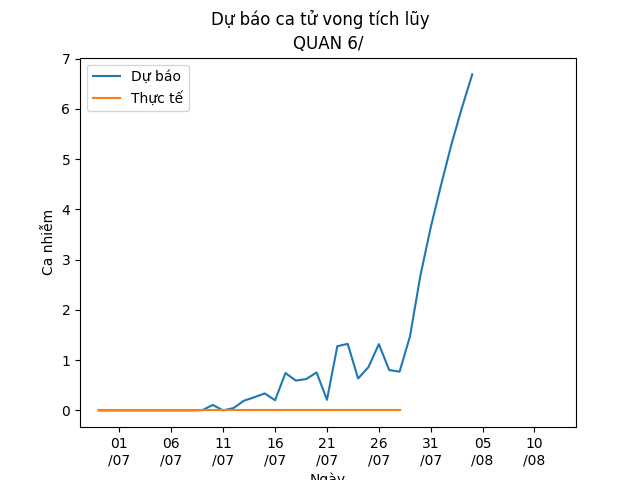 Dự báo ca tử vong tích lũy
QUAN 6/
Dự báo
Thực tế
Ca nhiễm
7
6
5
4
3
2
1
0
01 06 11 16 21 26 31 05 10
/07 /07 /07 /07 /07 /07 /07 /08 /08
Ngày